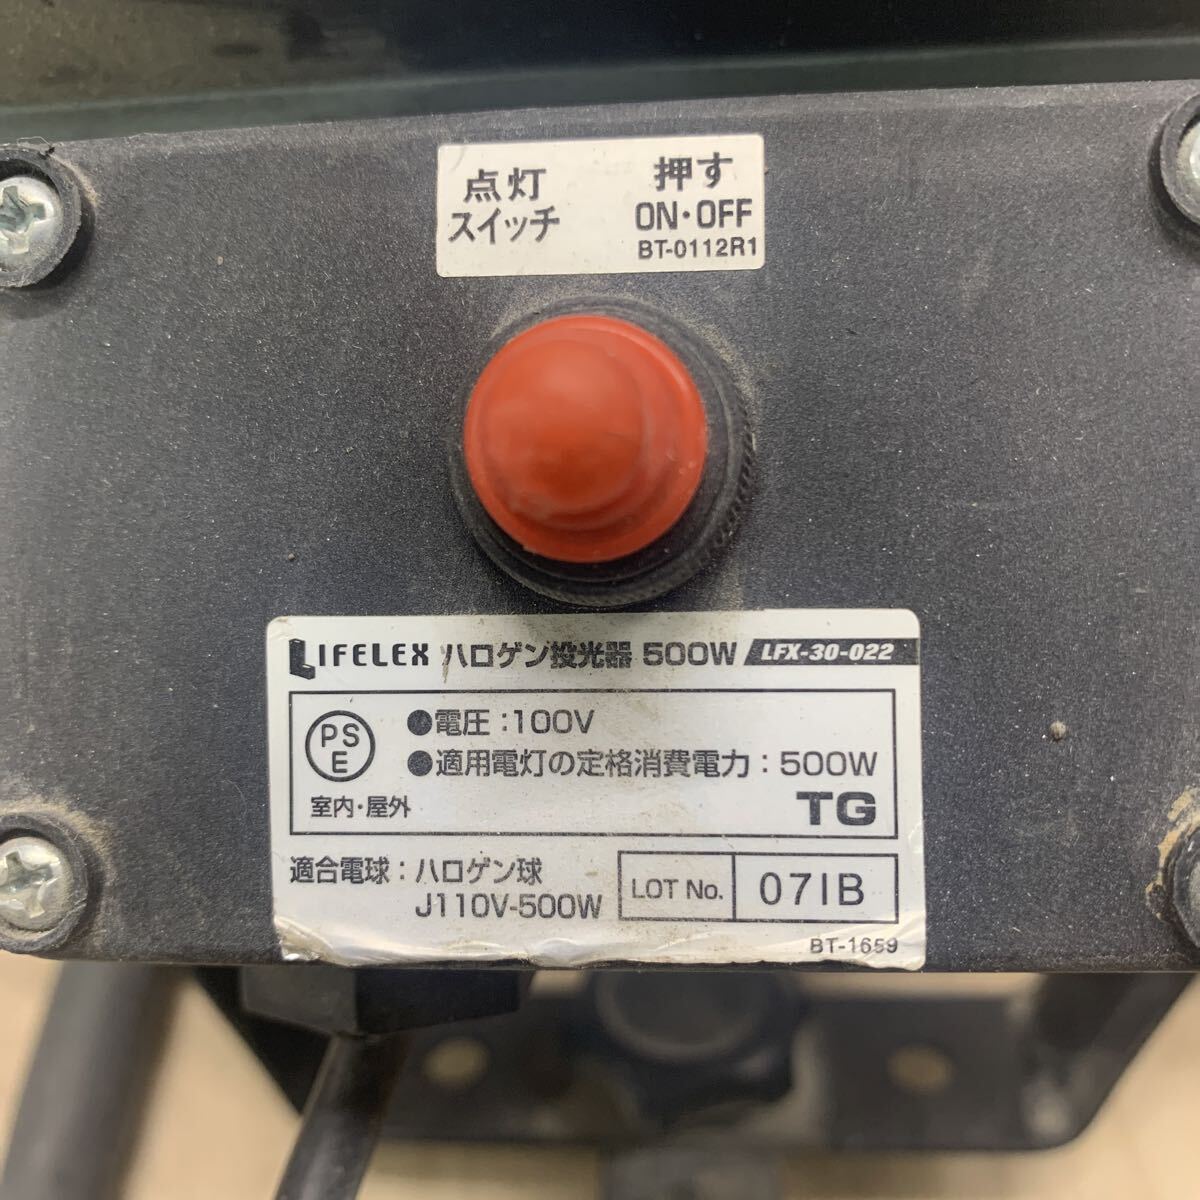 点灯 押す
スイッチ ON・OFF
BT-0112R1
LIFELEX ハロゲン投光器 500W LFX-30-022
PSE
●電圧：100V
●適用電灯の定格消費電力：500W
室内・屋外 TG
適合電球：ハロゲン球
J110V-500W
LOT No. 071B
BT-1659